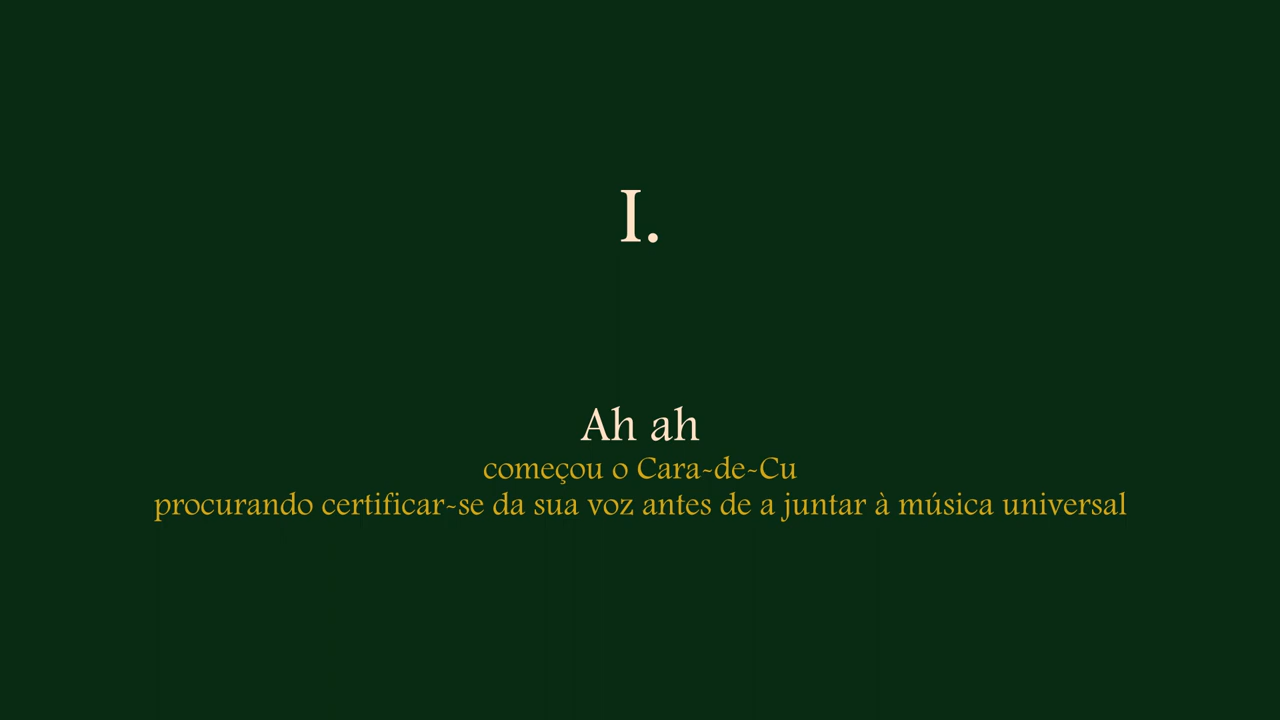 I.
Ah ah
começou o Cara-de-Cu
procurando certificar-se da sua voz antes de a juntar à música universal